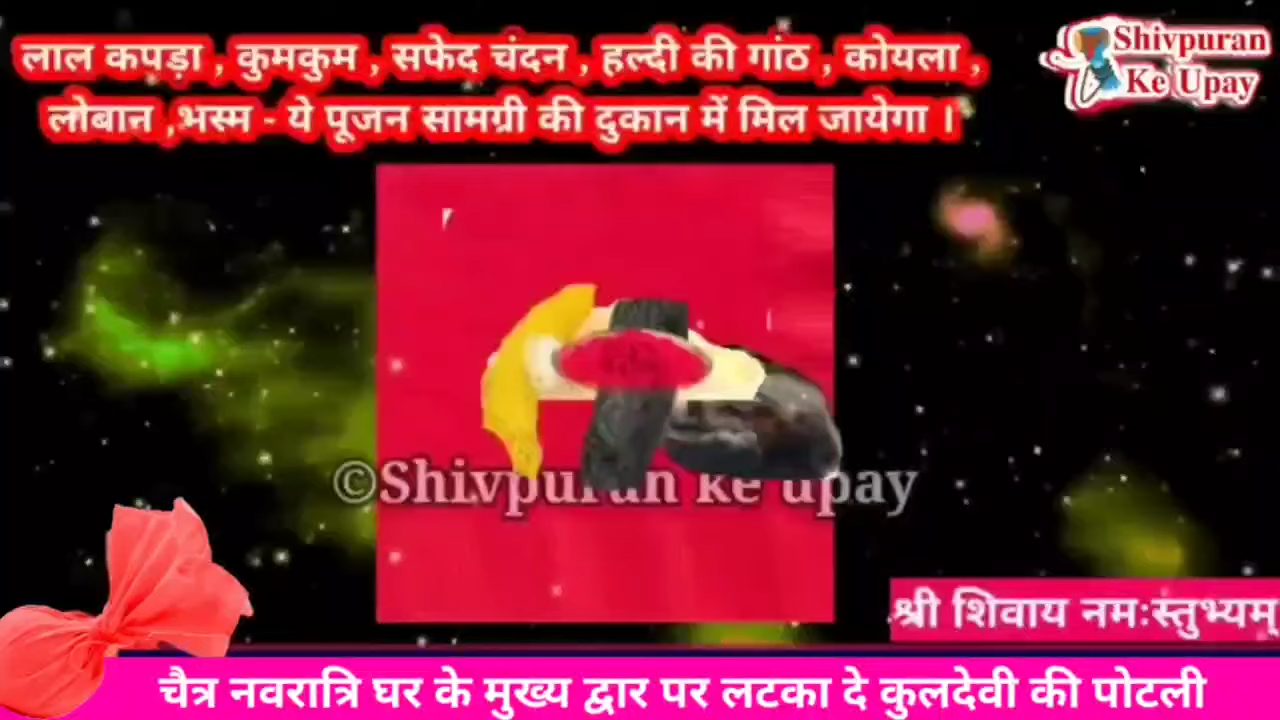 लाल कपड़ा , कुमकुम , सफेद चंदन , हल्दी की गांठ , कोयला ,
लोबान ,भस्म - ये पूजन सामग्री की दुकान में मिल जायेगा ।
Shivpuran
Ke Upay
©Shivpuran ke upay
श्री शिवाय नमःस्तुभ्यम्
चैत्र नवरात्रि घर के मुख्य द्वार पर लटका दे कुलदेवी की पोटली